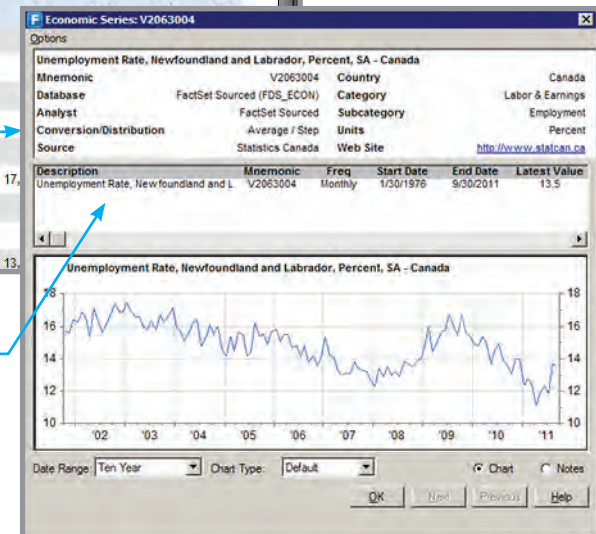 Economic Series: V2063004
Options
Unemployment Rate, Newfoundland and Labrador, Percent, SA - Canada
Mnemonic V2063004 Country Canada
Database FactSet Sourced (FDS_ECON) Category Labor & Earnings
Analyst FactSet Sourced Subcategory Employment
Conversion/Distribution Average / Step Units Percent
Source Statistics Canada Web Site http://www.statcan.ca
17,
Description Mnemonic Freq Start Date End Date Latest Value
Unemployment Rate, Newfoundland and L V2063004 Monthly 1/30/1976 9/30/2011 13.5
13.
Unemployment Rate, Newfoundland and Labrador, Percent, SA - Canada
18 18
16 16
14 14
12 12
10 10
'02 '03 '04 '05 '06 '07 '08 '09 '10 '11
Date Range: Ten Year Chart Type: Default Chart Notes
OK Next Previous Help